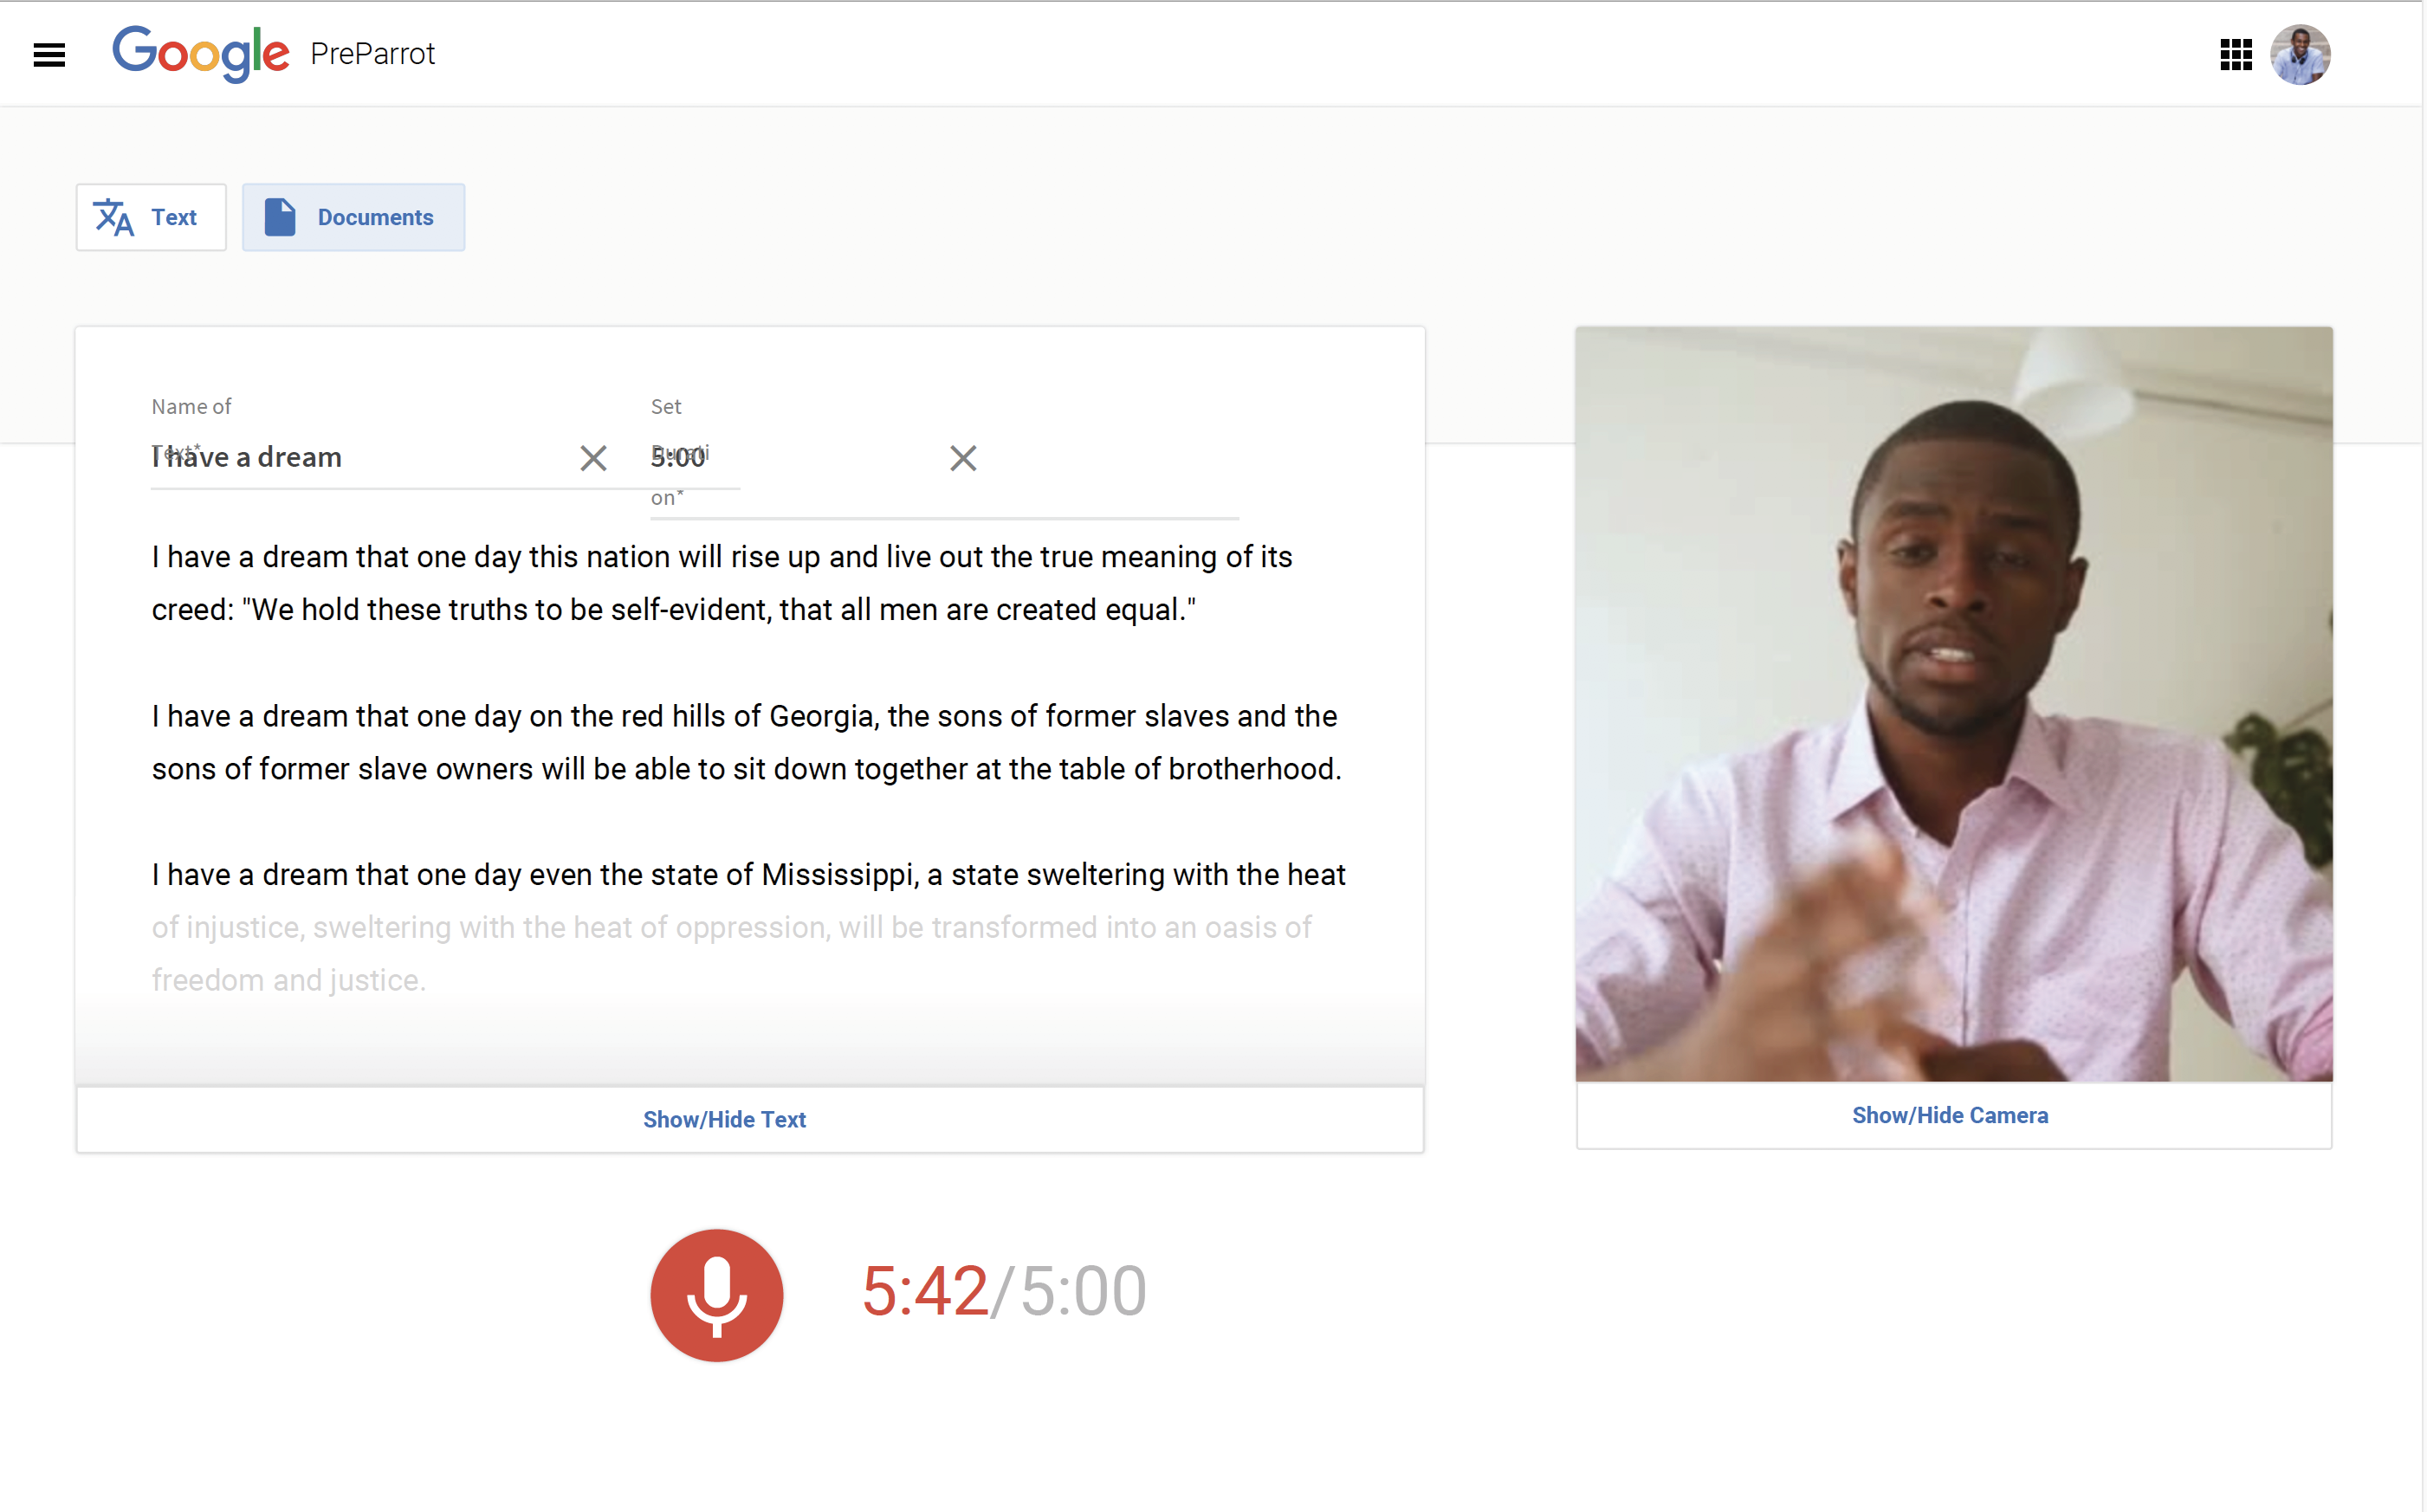 Google PreParrot
Text
Documents
Name of
Text*
I have a dream
Set
Durati
on*
5:00
I have a dream that one day this nation will rise up and live out the true meaning of its
creed: "We hold these truths to be self-evident, that all men are created equal."
I have a dream that one day on the red hills of Georgia, the sons of former slaves and the
sons of former slave owners will be able to sit down together at the table of brotherhood.
I have a dream that one day even the state of Mississippi, a state sweltering with the heat
of injustice, sweltering with the heat of oppression, will be transformed into an oasis of
freedom and justice.
Show/Hide Text
Show/Hide Camera
5:42/5:00